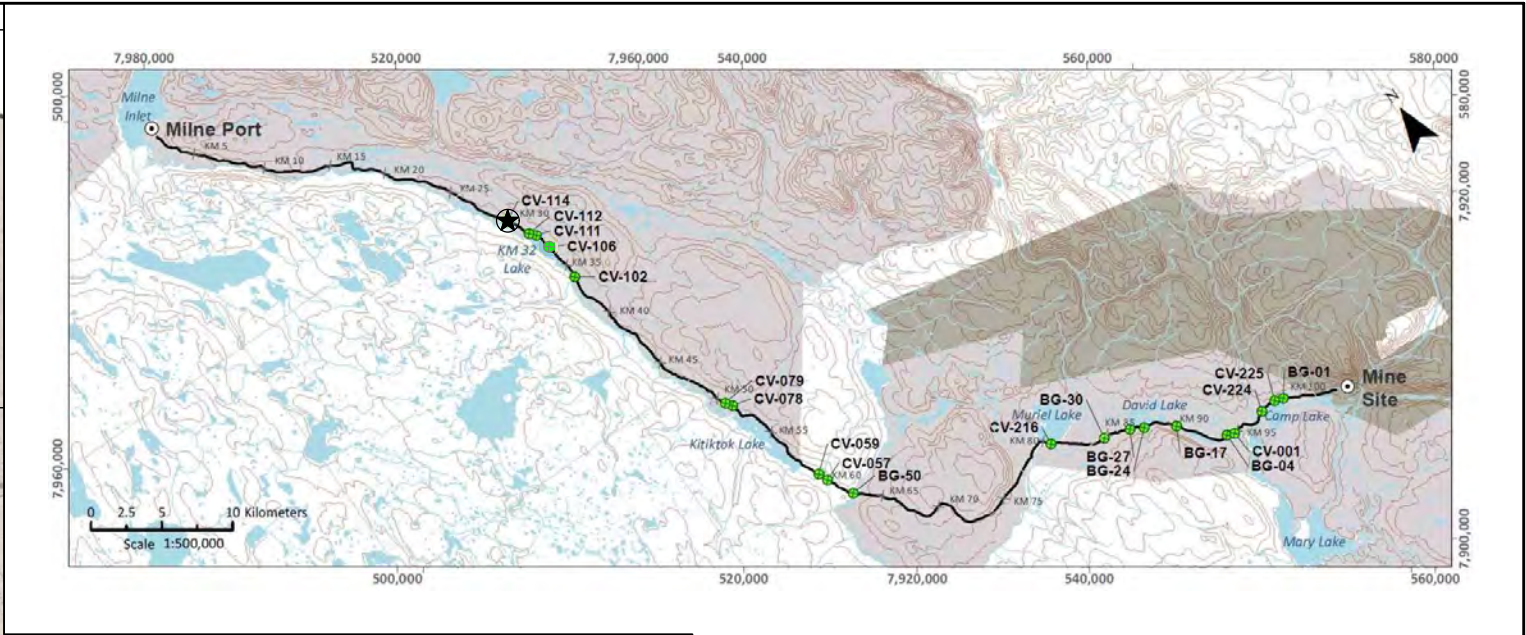 7,980,000
520,000
7,960,000
540,000
560,000
580,000
500,000
580,000
Milne
Inlet
Milne Port
KM 5
KM 10
KM 15
KM 20
KM 25
N
7,920,000
CV-114
KM 30
CV-112
CV-111
CV-106
KM 32
Lake
KM 35
CV-102
KM 40
KM 45
KM 50
CV-079
CV-078
KM 55
Kitiktok Lake
CV-059
CV-057
KM 60
BG-50
KM 65
KM 70
KM 75
KM 80
CV-216
Muriel Lake
BG-30
KM 85
BG-27
BG-24
David Lake
KM 90
BG-17
KM 95
CV-001
BG-04
CV-225
CV-224
BG-01
KM 100
Camp Lake
Mine
Site
Mary Lake
7,960,000
0 2.5 5 10 Kilometers
Scale 1:500,000
500,000
520,000
7,920,000
540,000
560,000
7,900,000